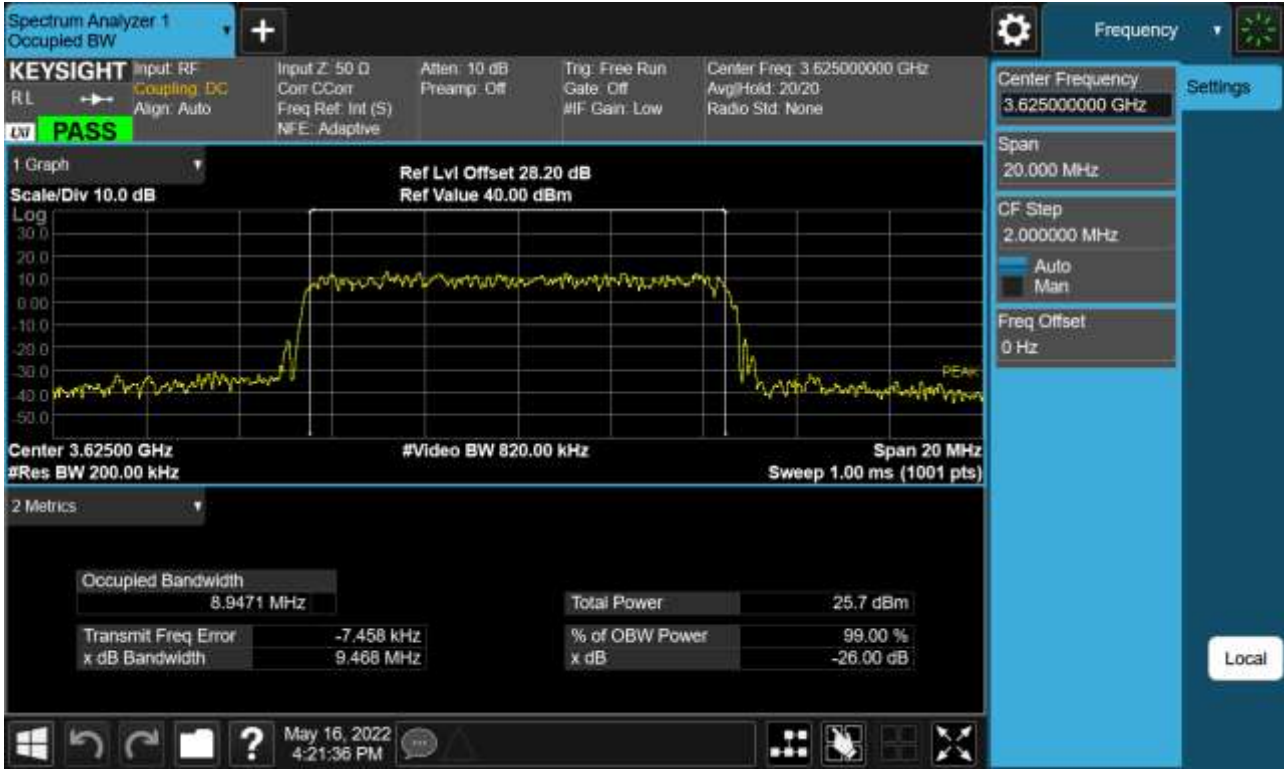 Spectrum Analyzer 1
Occupied BW
Frequency
KEYSIGHT
RL
LXI
PASS
Input: RF
Coupling: DC
Align: Auto
Input Z: 50 Ω
Corr CCorr
Freq Ref: Int (S)
NFE: Adaptive
Atten: 10 dB
Preamp: Off
Trig: Free Run
Gate: Off
#IF Gain: Low
Center Freq: 3.625000000 GHz
Avg|Hold: 20/20
Radio Std: None
Center Frequency
3.625000000 GHz
Settings
Span
20.000 MHz
CF Step
2.000000 MHz
Auto
Man
Freq Offset
0 Hz
Local
1 Graph
Scale/Div 10.0 dB
Ref Lvl Offset 28.20 dB
Ref Value 40.00 dBm
Log
30.0
20.0
10.0
0.00
-10.0
-20.0
-30.0
-40.0
-50.0
PEAK
Center 3.62500 GHz
#Video BW 820.00 kHz
Span 20 MHz
#Res BW 200.00 kHz
Sweep 1.00 ms (1001 pts)
2 Metrics
Occupied Bandwidth
8.9471 MHz
Total Power 25.7 dBm
Transmit Freq Error -7.458 kHz
% of OBW Power 99.00 %
x dB Bandwidth 9.468 MHz
x dB -26.00 dB
May 16, 2022
4:21:36 PM